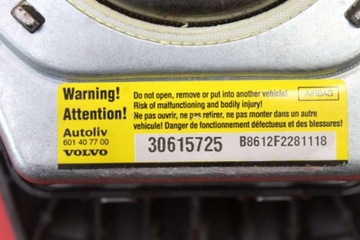 Warning!
Do not open, remove or put into another vehicle!
AIRBAG
Risk of malfunctioning and bodily injury!
Attention!
Ne pas ouvrir, ne pas retirer, ne pas monter dans un autre
véhicule! Danger de fonctionnement défectueux et des blessures!
Autoliv
601 40 77 00
VOLVO
30615725
B8612F2281118